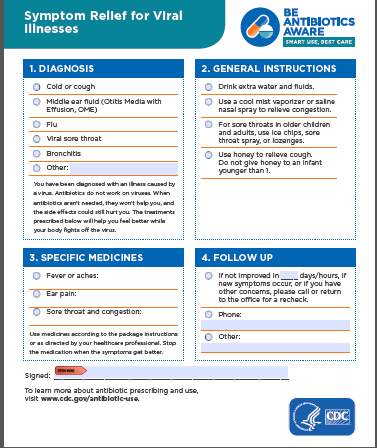 Symptom Relief for Viral
Illnesses
BE
ANTIBIOTICS
AWARE
SMART USE, BEST CARE
1. DIAGNOSIS
Cold or cough
Middle ear fluid (Otitis Media with
Effusion, OME)
Flu
Viral sore throat
Bronchitis
Other:
You have been diagnosed with an illness caused by
a virus. Antibiotics do not work on viruses. When
antibiotics aren't needed, they won't help you, and
the side effects could still hurt you. The treatments
prescribed below will help you feel better while
your body fights off the virus.
2. GENERAL INSTRUCTIONS
Drink extra water and fluids.
Use a cool mist vaporizer or saline
nasal spray to relieve congestion.
For sore throats in older children
and adults, use ice chips, sore
throat spray, or lozenges.
Use honey to relieve cough.
Do not give honey to an infant
younger than 1.
3. SPECIFIC MEDICINES
Fever or aches:
Ear pain:
Sore throat and congestion:
Use medicines according to the package instructions
or as directed by your healthcare professional. Stop
the medication when the symptoms get better.
4. FOLLOW UP
If not improved in ____ days/hours, if
new symptoms occur, or if you have
other concerns, please call or return
to the office for a recheck.
Phone:
Other:
Signed:
To learn more about antibiotic prescribing and use,
visit www.cdc.gov/antibiotic-use.
CDC